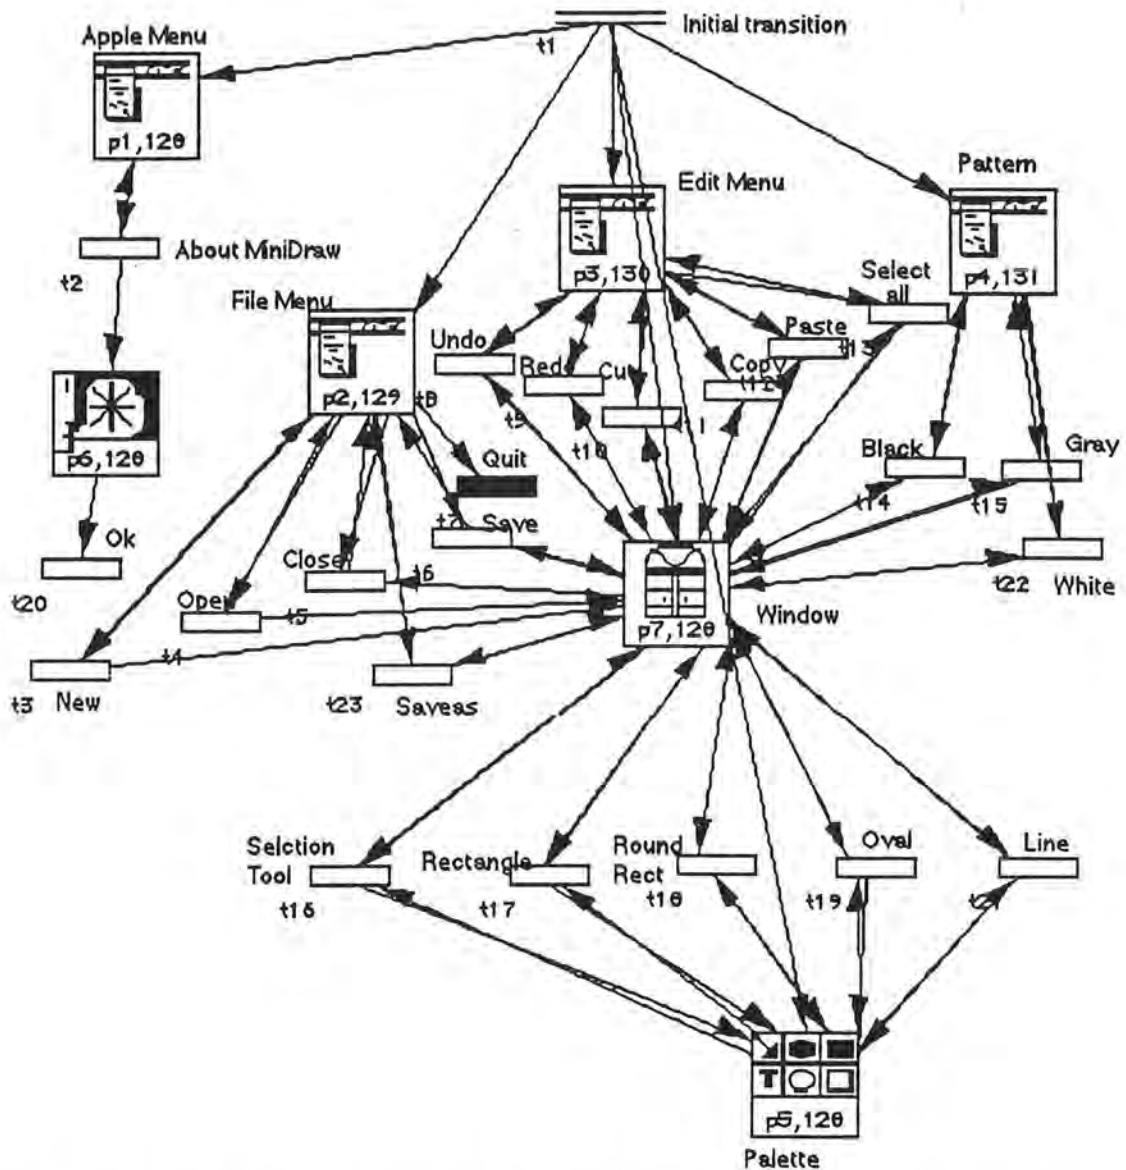 Initial transition
Apple Menu
t1
p1,128
Pattern
Edit Menu
About MiniDraw
t2
p3,130
Select
all
p4,131
File Menu
Undo
Paste
t13
Copy
p2,129
t8
t9
t10
Quit
Black
Gray
p6,128
t14
t15
Save
Ok
Close
t6
t22
White
t20
t5
p7,128
Window
t4
t3
New
t23
Saveas
Selction
Tool
Rectangle
Round
Rect
Oval
Line
t16
t17
t18
t19
T
p5,128
Palette